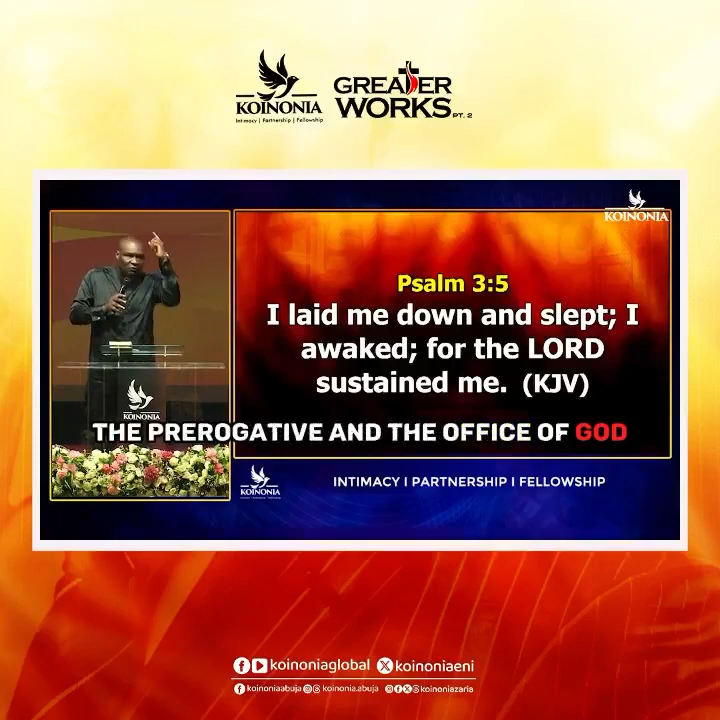 KOINONIA
Intimacy | Partnership | Fellowship
GREATER
WORKS PT. 2
KOINONIA
Psalm 3:5
I laid me down and slept; I
awaked; for the LORD
sustained me. (KJV)
KOINONIA
THE PREROGATIVE AND THE OFFICE OF GOD
KOINONIA
INTIMACY I PARTNERSHIP I FELLOWSHIP
koinoniaglobal koinoniaeni
koinoniaabuja koinonia.abuja koinoniazaria